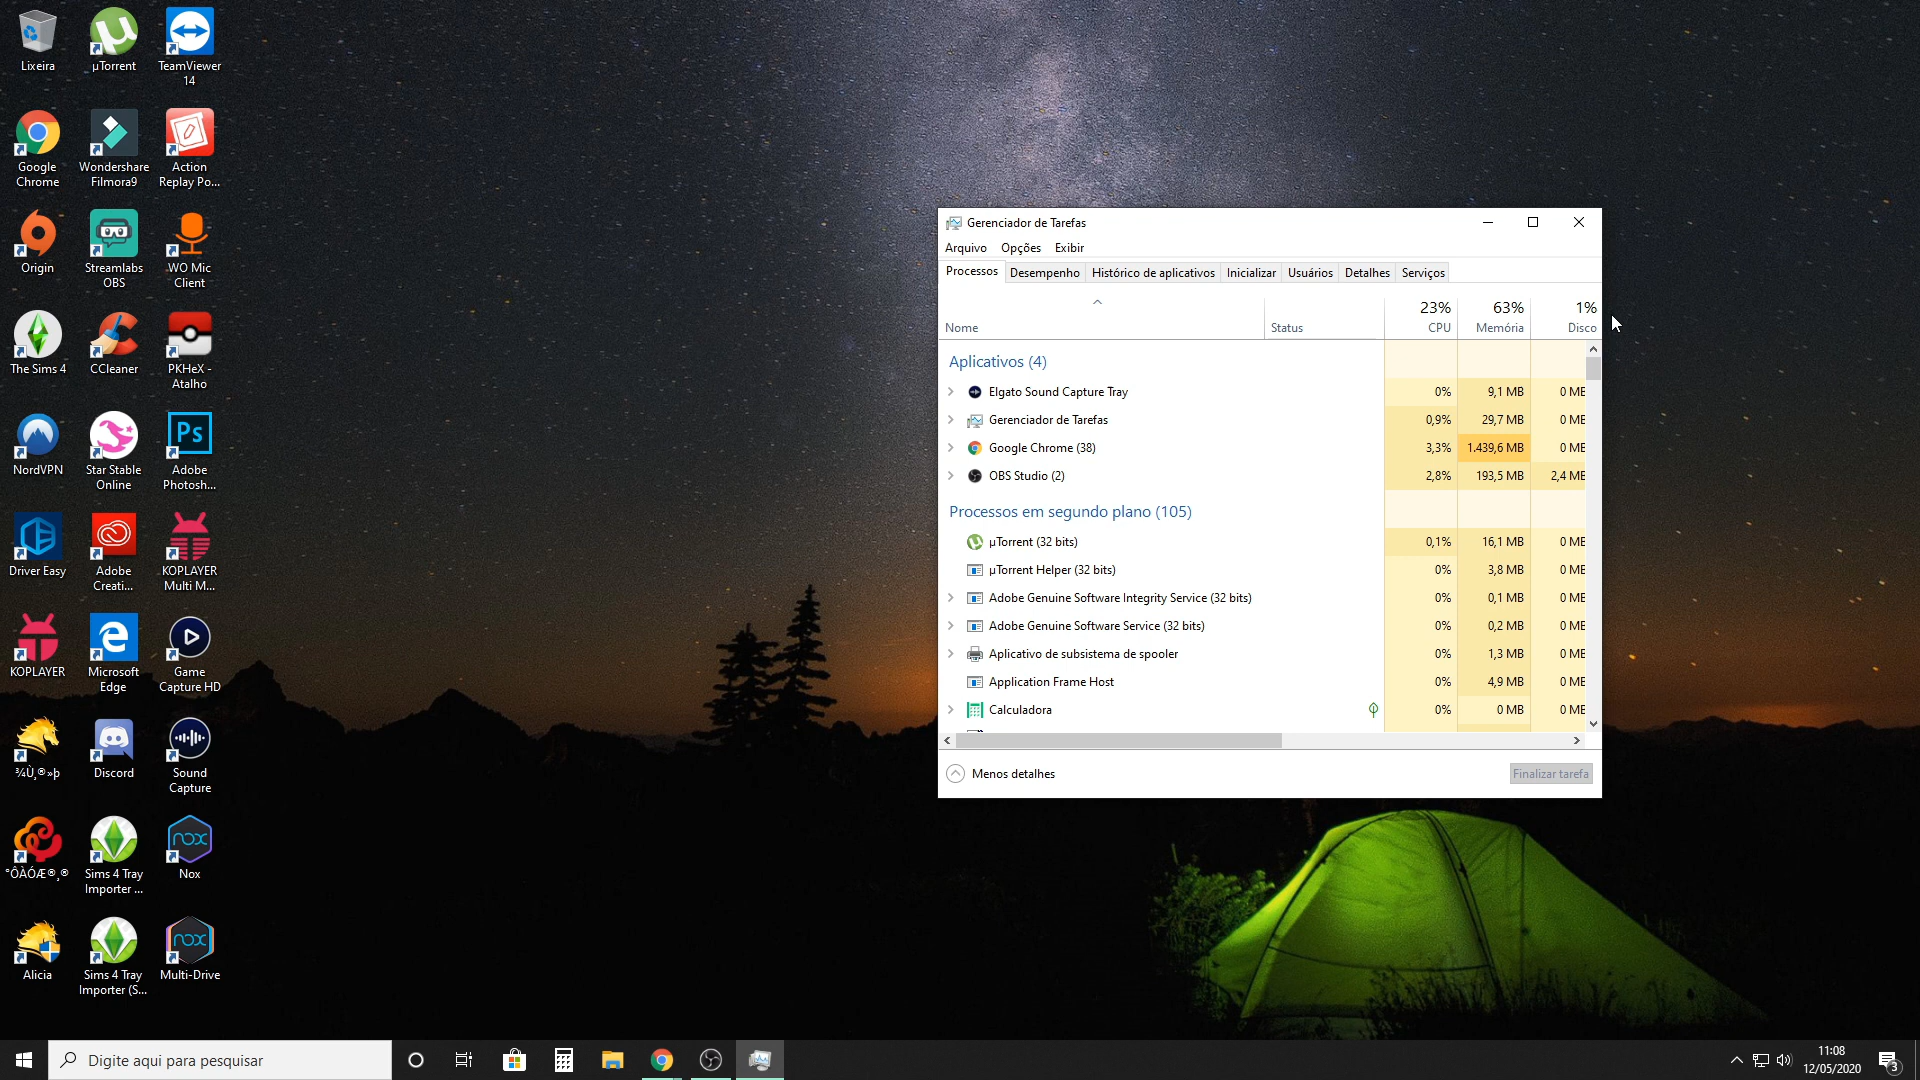 Lixeira
µTorrent
TeamViewer
14
Google
Chrome
Wondershare
Filmora9
Action
Replay Po...
Origin
Streamlabs
OBS
WO Mic
Client
The Sims 4
CCleaner
PKHeX -
Atalho
NordVPN
Star Stable
Online
Ps
Adobe
Photosh...
Driver Easy
Adobe
Creati...
KOPLAYER
Multi M...
KOPLAYER
Microsoft
Edge
Game
Capture HD
¾Ù¸®»þ
Discord
Sound
Capture
°ÔÀÓÆ®¸®
Sims 4 Tray
Importer ...
nox
Nox
Alicia
Sims 4 Tray
Importer (S...
nox
Multi-Drive
Gerenciador de Tarefas
Arquivo Opções Exibir
Processos Desempenho Histórico de aplicativos Inicializar Usuários Detalhes Serviços
23% 63% 1%
Nome Status CPU Memória Disco
Aplicativos (4)
Elgato Sound Capture Tray 0% 9,1 MB 0 MB
Gerenciador de Tarefas 0,9% 29,7 MB 0 MB
Google Chrome (38) 3,3% 1.439,6 MB 0 MB
OBS Studio (2) 2,8% 193,5 MB 2,4 MB
Processos em segundo plano (105)
µTorrent (32 bits) 0,1% 16,1 MB 0 MB
µTorrent Helper (32 bits) 0% 3,8 MB 0 MB
Adobe Genuine Software Integrity Service (32 bits) 0% 0,1 MB 0 MB
Adobe Genuine Software Service (32 bits) 0% 0,2 MB 0 MB
Aplicativo de subsistema de spooler 0% 1,3 MB 0 MB
Application Frame Host 0% 4,9 MB 0 MB
Calculadora 0% 0 MB 0 MB
Menos detalhes Finalizar tarefa
Digite aqui para pesquisar
11:08
12/05/2020
3